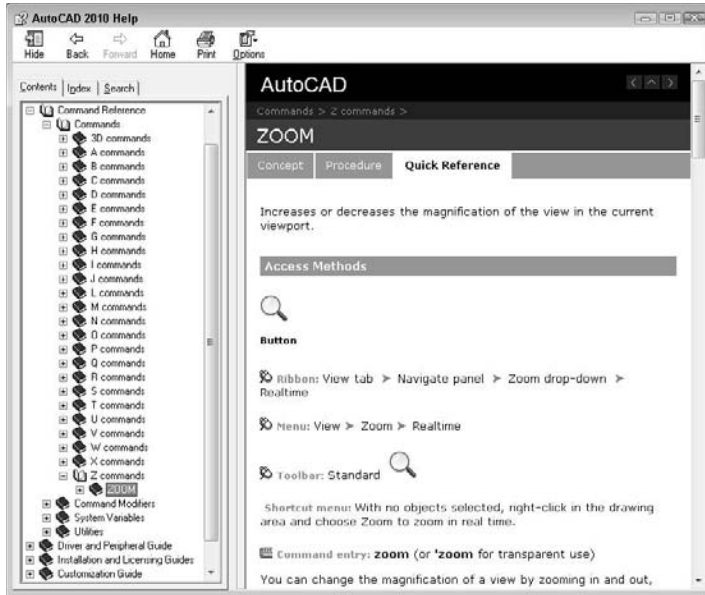 AutoCAD 2010 Help
Hide Back Forward Home Print Options
Contents Index Search
Command Reference
Commands
3D commands
A commands
B commands
C commands
D commands
E commands
F commands
G commands
H commands
I commands
J commands
L commands
M commands
N commands
O commands
P commands
Q commands
R commands
S commands
T commands
U commands
V commands
W commands
X commands
Z commands
ZOOM
Command Modifiers
System Variables
Utilities
Driver and Peripheral Guide
Installation and Licensing Guides
Customization Guide
AutoCAD
Commands > Z commands >
ZOOM
Concept Procedure Quick Reference
Increases or decreases the magnification of the view in the current
viewport.
Access Methods
Button
Ribbon: View tab ➤ Navigate panel ➤ Zoom drop-down ➤
Realtime
Menu: View ➤ Zoom ➤ Realtime
Toolbar: Standard
Shortcut menu: With no objects selected, right-click in the drawing
area and choose Zoom to zoom in real time.
Command entry: zoom (or 'zoom for transparent use)
You can change the magnification of a view by zooming in and out,